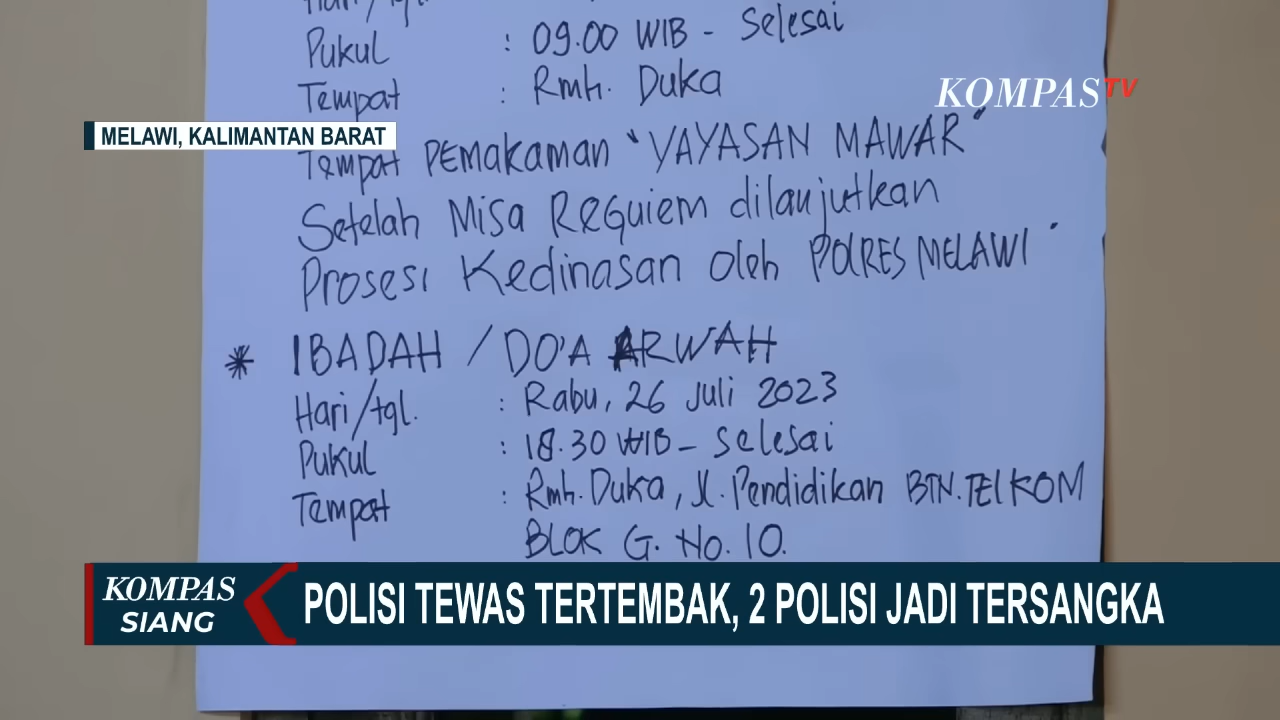 Hari/tgl.
Pukul : 09.00 WIB - Selesai
Tempat : Rmh. Duka
KOMPASTV
MELAWI, KALIMANTAN BARAT
Tempat PEMakaman "YAYASAN MAWAR"
Setelah Misa Requiem dilanjutkan
Prosesi Kedinasan oleh POLRES MELAWI.
* IBADAH / DO'A ARWAH
Hari/tgl. : Rabu, 26 Juli 2023
Pukul : 18.30 WIB - Selesai
Tempat : Rmh. Duka, Jl. Pendidikan BTN. TELKOM
BLOK G. No. 10.
KOMPAS SIANG
POLISI TEWAS TERTEMBAK, 2 POLISI JADI TERSANGKA